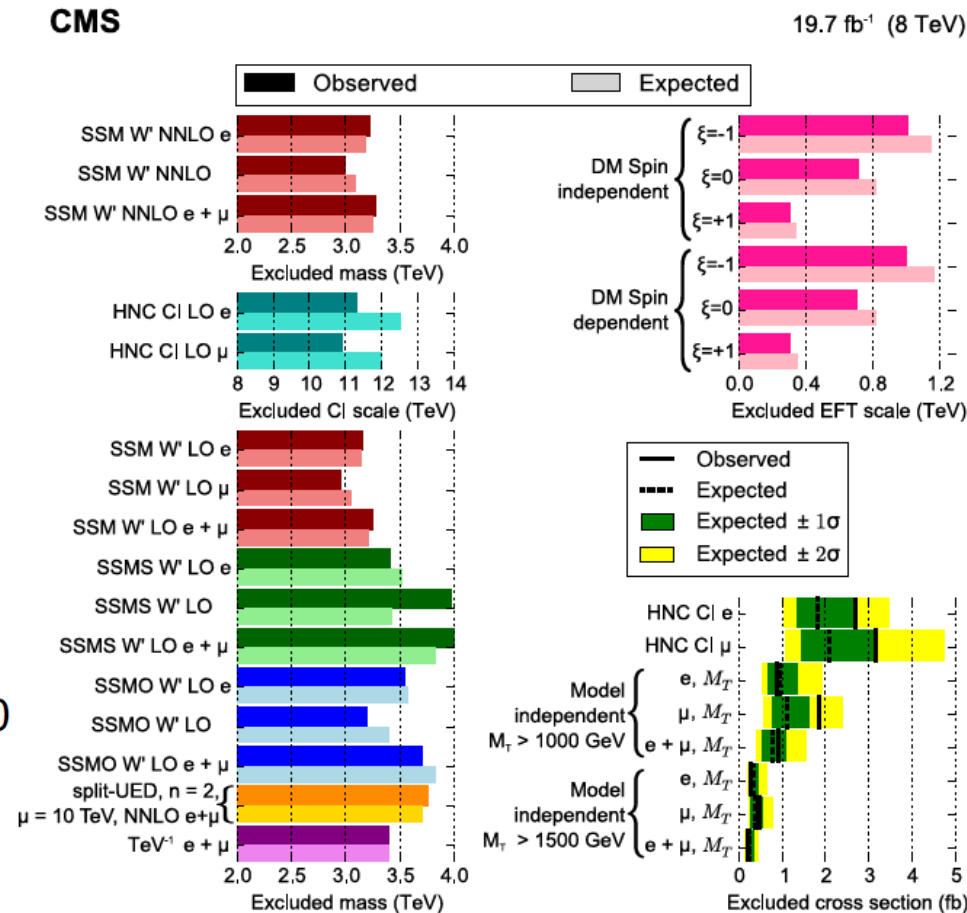 CMS
19.7 fb⁻¹ (8 TeV)
Observed Expected
SSM W' NNLO e
SSM W' NNLO
SSM W' NNLO e + μ
2.0 2.5 3.0 3.5 4.0
Excluded mass (TeV)
HNC CI LO e
HNC CI LO μ
8 9 10 11 12 13 14
Excluded CI scale (TeV)
SSM W' LO e
SSM W' LO μ
SSM W' LO e + μ
SSMS W' LO e
SSMS W' LO
SSMS W' LO e + μ
SSMO W' LO e
SSMO W' LO
SSMO W' LO e + μ
split-UED, n = 2,
μ = 10 TeV, NNLO e+μ
TeV⁻¹ e + μ
2.0 2.5 3.0 3.5 4.0
Excluded mass (TeV)
DM Spin
independent
ξ=-1
ξ=0
ξ=+1
DM Spin
dependent
ξ=-1
ξ=0
ξ=+1
0.0 0.4 0.8 1.2
Excluded EFT scale (TeV)
Observed
Expected
Expected ± 1σ
Expected ± 2σ
HNC CI e
HNC CI μ
Model
independent
M_T > 1000 GeV
e, M_T
μ, M_T
e + μ, M_T
Model
independent
M_T > 1500 GeV
e, M_T
μ, M_T
e + μ, M_T
0 1 2 3 4 5
Excluded cross section (fb)